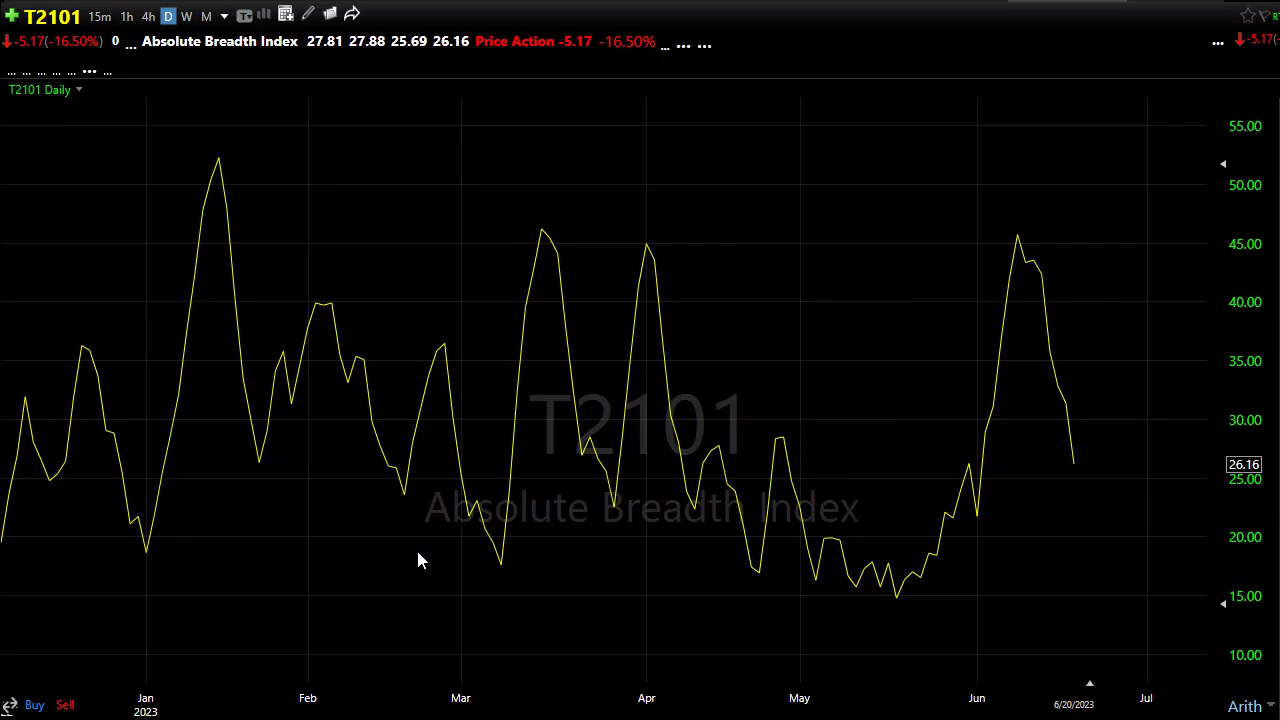 T2101 15m 1h 4h D W M
-5.17(-16.50%) 0 ... Absolute Breadth Index 27.81 27.88 25.69 26.16 Price Action -5.17 -16.50% ... ... ... ... -5.17(-
... ... ... ... ... ... ...
T2101 Daily
55.00
50.00
45.00
40.00
35.00
30.00
T2101
26.16
25.00
Absolute Breadth Index
20.00
15.00
10.00
Jan Feb Mar Apr May Jun Jul
Buy Sell 2023 6/20/2023 Arith